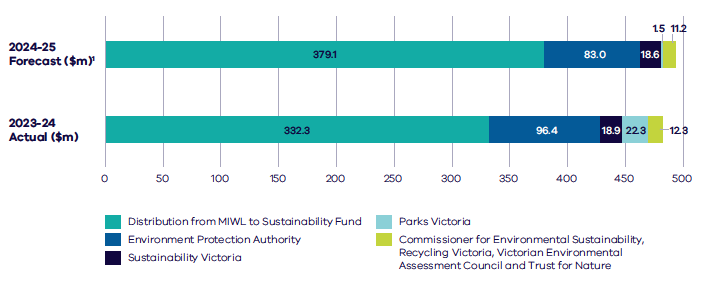 1.5 11.2
2024-25
Forecast ($m)¹
379.1 83.0 18.6
2023-24
Actual ($m)
332.3 96.4 18.9 22.3 12.3
0 50 100 150 200 250 300 350 400 450 500
Distribution from MIWL to Sustainability Fund
Environment Protection Authority
Sustainability Victoria
Parks Victoria
Commissioner for Environmental Sustainability,
Recycling Victoria, Victorian Environmental
Assessment Council and Trust for Nature